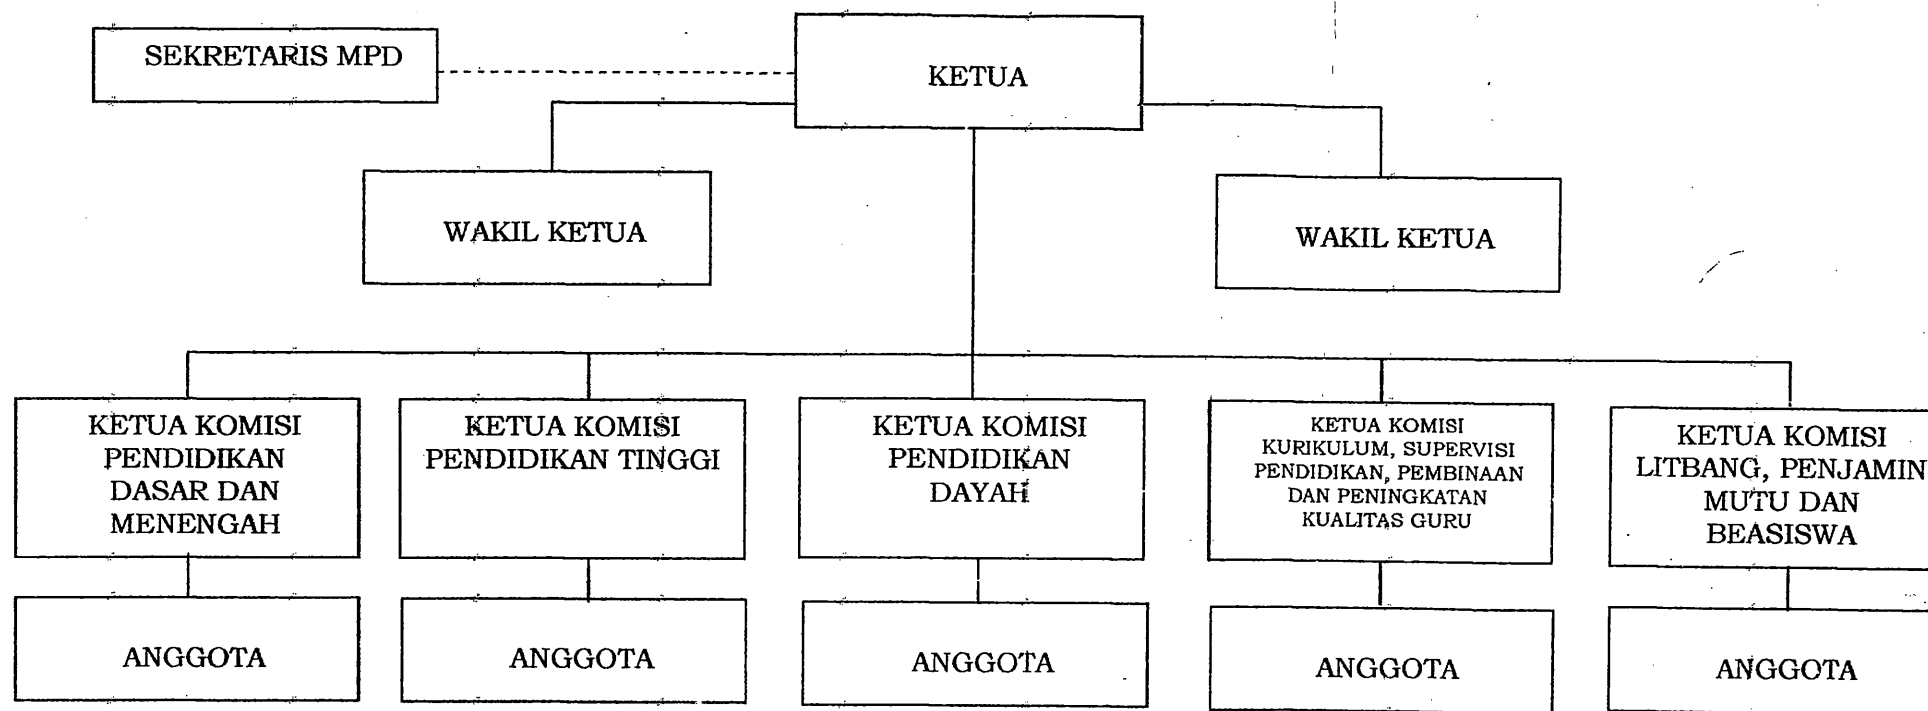 SEKRETARIS MPD
KETUA
WAKIL KETUA
WAKIL KETUA
KETUA KOMISI
PENDIDIKAN
DASAR DAN
MENENGAH
KETUA KOMISI
PENDIDIKAN TINGGI
KETUA KOMISI
PENDIDIKAN
DAYAH
KETUA KOMISI
KURIKULUM, SUPERVISI
PENDIDIKAN, PEMBINAAN
DAN PENINGKATAN
KUALITAS GURU
KETUA KOMISI
LITBANG, PENJAMIN
MUTU DAN
BEASISWA
ANGGOTA
ANGGOTA
ANGGOTA
ANGGOTA
ANGGOTA